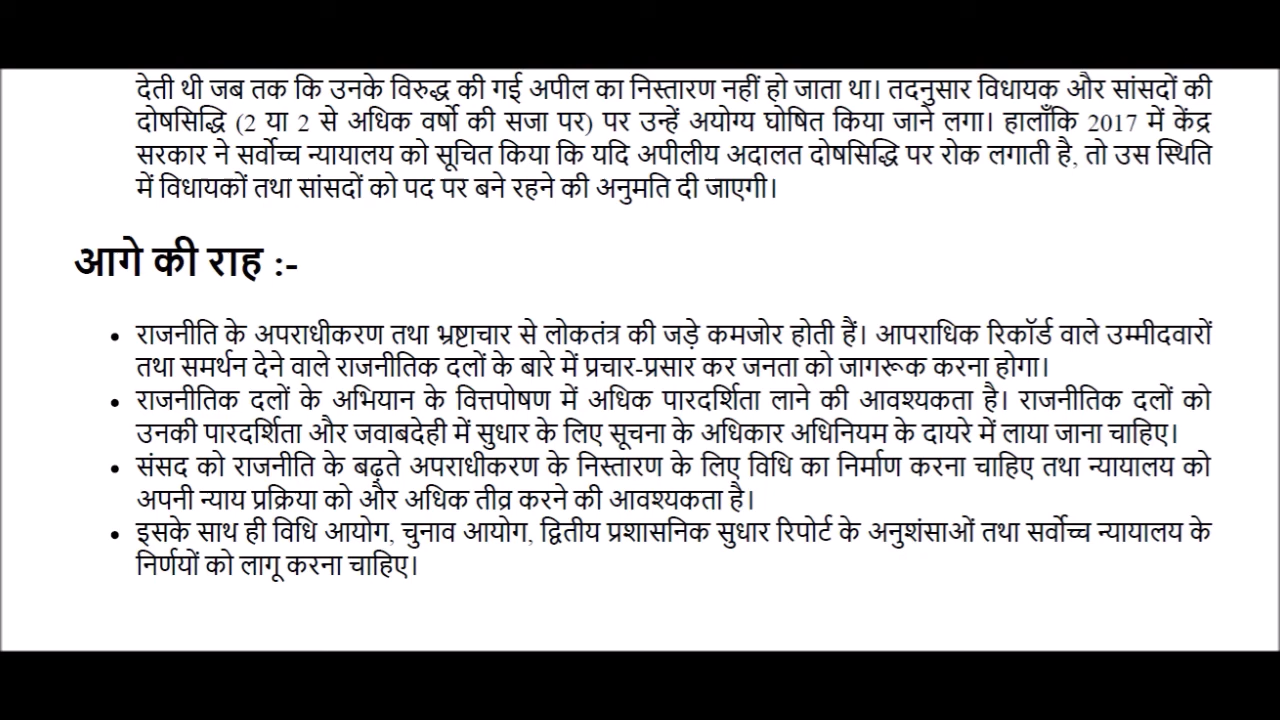 देती थी जब तक कि उनके विरुद्ध की गई अपील का निस्तारण नहीं हो जाता था। तदनुसार विधायक और सांसदों की
दोषसिद्धि (2 या 2 से अधिक वर्षो की सजा पर) पर उन्हें अयोग्य घोषित किया जाने लगा। हालाँकि 2017 में केंद्र
सरकार ने सर्वोच्च न्यायालय को सूचित किया कि यदि अपीलीय अदालत दोषसिद्धि पर रोक लगाती है, तो उस स्थिति
में विधायकों तथा सांसदों को पद पर बने रहने की अनुमति दी जाएगी।
आगे की राह :-
• राजनीति के अपराधीकरण तथा भ्रष्टाचार से लोकतंत्र की जड़े कमजोर होती हैं। आपराधिक रिकॉर्ड वाले उम्मीदवारों
तथा समर्थन देने वाले राजनीतिक दलों के बारे में प्रचार-प्रसार कर जनता को जागरूक करना होगा।
• राजनीतिक दलों के अभियान के वित्तपोषण में अधिक पारदर्शिता लाने की आवश्यकता है। राजनीतिक दलों को
उनकी पारदर्शिता और जवाबदेही में सुधार के लिए सूचना के अधिकार अधिनियम के दायरे में लाया जाना चाहिए।
• संसद को राजनीति के बढ़ते अपराधीकरण के निस्तारण के लिए विधि का निर्माण करना चाहिए तथा न्यायालय को
अपनी न्याय प्रक्रिया को और अधिक तीव्र करने की आवश्यकता है।
• इसके साथ ही विधि आयोग, चुनाव आयोग, द्वितीय प्रशासनिक सुधार रिपोर्ट के अनुशंसाओं तथा सर्वोच्च न्यायालय के
निर्णयों को लागू करना चाहिए।